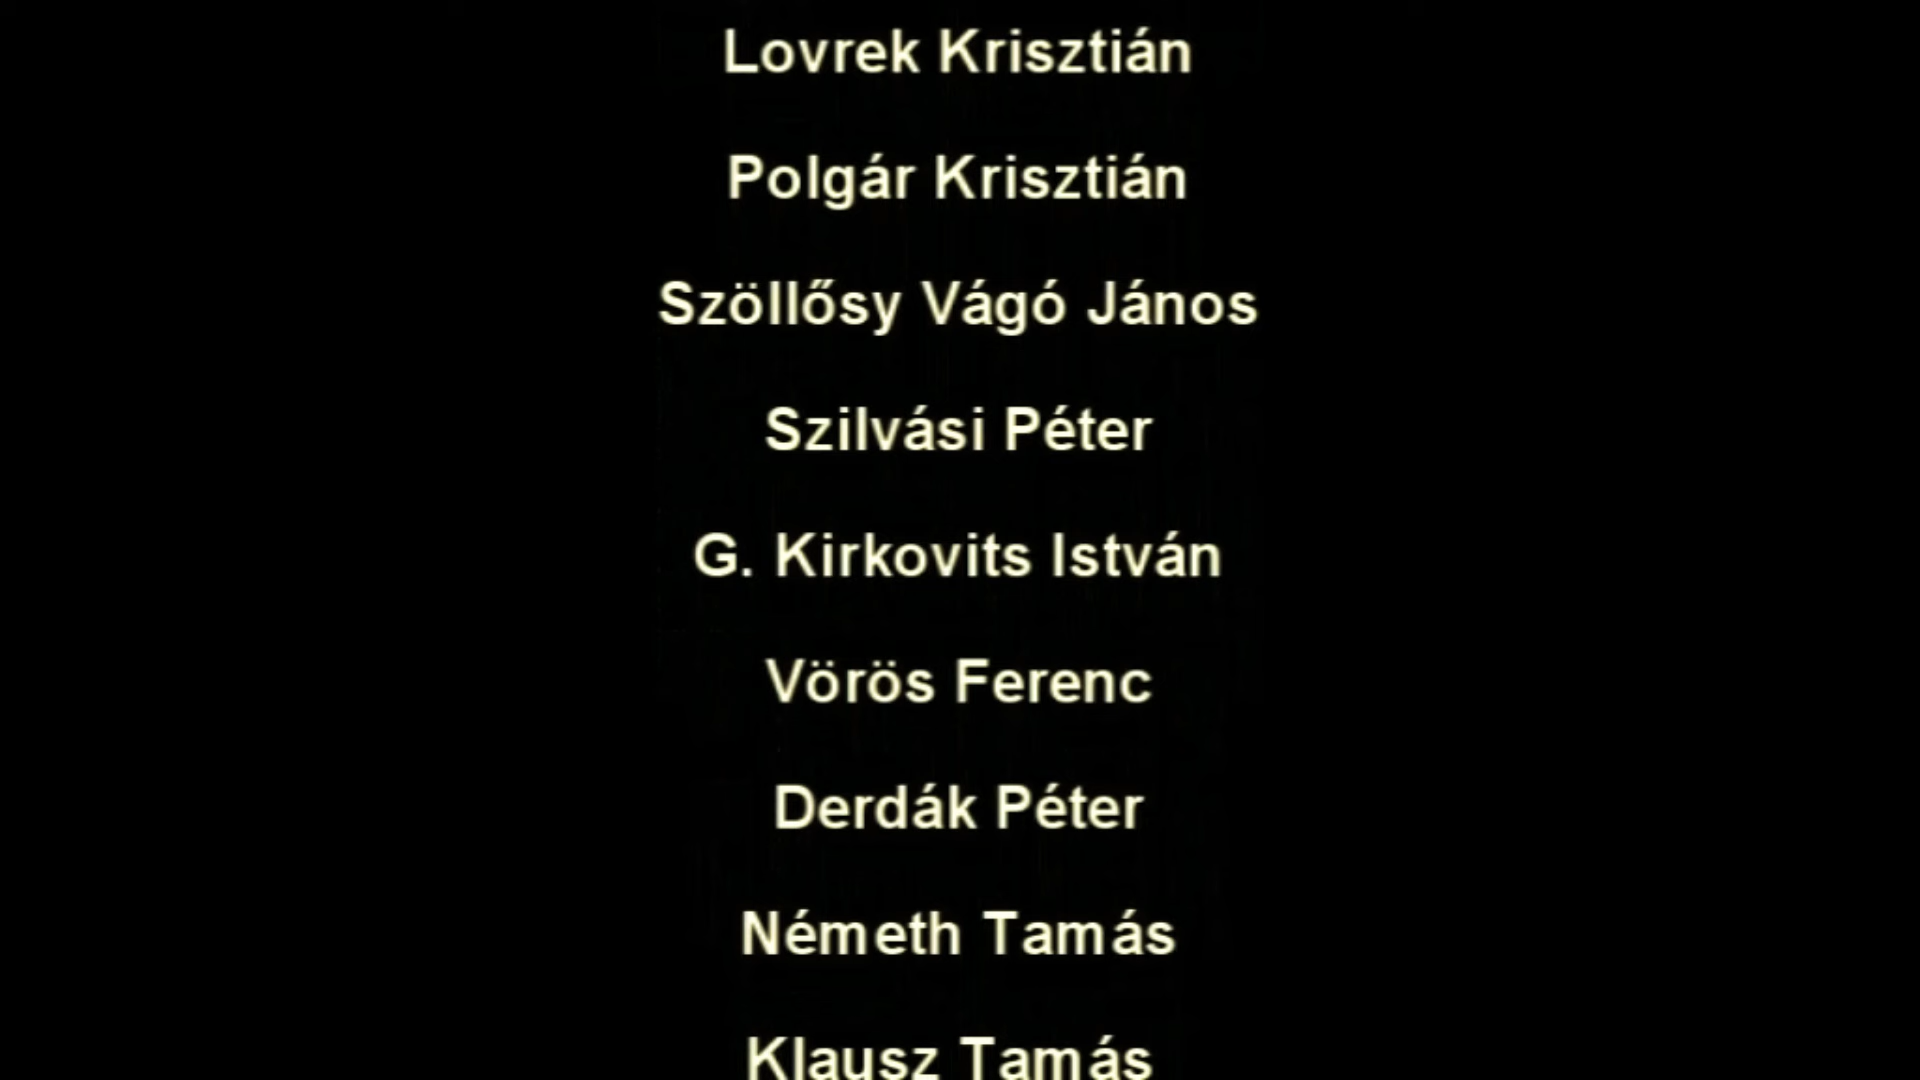 Lovrek Krisztián
Polgár Krisztián
Szöllősy Vágó János
Szilvási Péter
G. Kirkovits István
Vörös Ferenc
Derdák Péter
Németh Tamás
Klausz Tamás